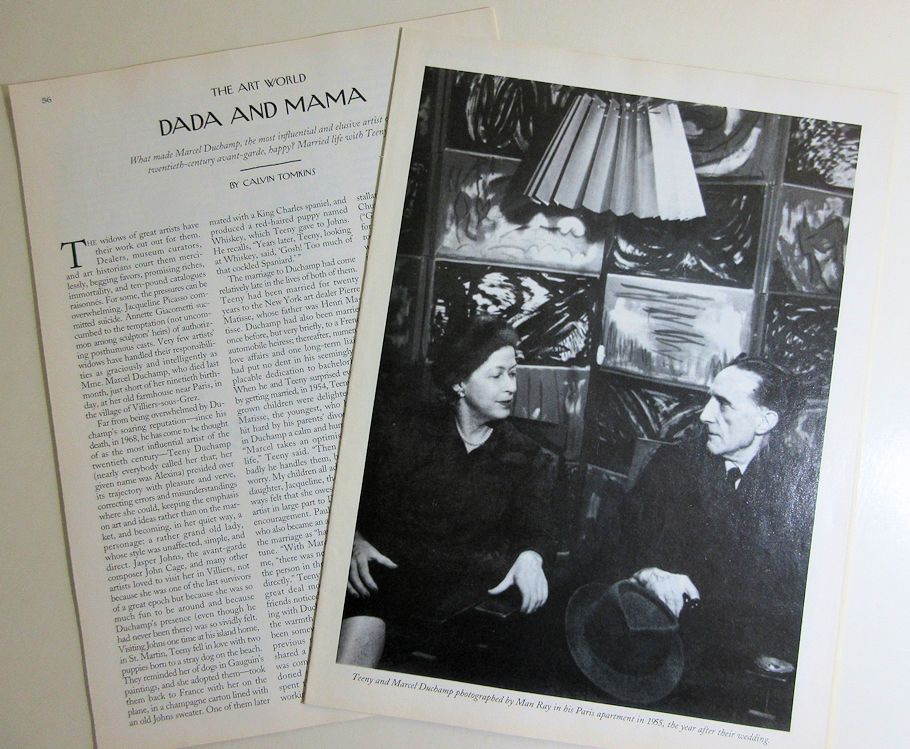 56
THE ART WORLD
DADA AND MAMA
What made Marcel Duchamp, the most influential and elusive artist
twentieth-century avant-garde, happy? Married life with Teeny
BY CALVIN TOMKINS
THE widows of great artists have
their work cut out for them.
Dealers, museum curators,
and art historians court them merci-
lessly, begging favors, promising riches,
immortality, and ten-pound catalogues
raisonnés. For some, the pressures can be
overwhelming. Jacqueline Picasso com-
mitted suicide. Annette Giacometti suc-
cumbed to the temptation (not uncom-
mon among sculptors' heirs) of authoriz-
ing posthumous casts. Very few artists'
widows have handled their responsibili-
ties as graciously and intelligently as
Mme. Marcel Duchamp, who died last
month, just short of her ninetieth birth-
day, at her old farmhouse near Paris, in
the village of Villiers-sous-Grez.
Far from being overwhelmed by Du-
champ's soaring reputation—since his
death, in 1968, he has come to be thought
of as the most influential artist of the
twentieth century—Teeny Duchamp
(nearly everybody called her that; her
given name was Alexina) presided over
its trajectory with pleasure and verve,
correcting errors and misunderstandings
where she could, keeping the emphasis
on art and ideas rather than on the mar-
ket, and becoming, in her quiet way, a
personage: a rather grand old lady,
whose style was unaffected, simple, and
direct. Jasper Johns, the avant-garde
composer John Cage, and many other
artists loved to visit her in Villiers, not
because she was one of the last survivors
of a great epoch but because she was so
much fun to be around and because
Duchamp's presence (even though he
had never been there) was so vividly felt.
Visiting Johns one time at his island home,
in St. Martin, Teeny fell in love with two
puppies born to a stray dog on the beach.
They reminded her of dogs in Gauguin's
paintings, and she adopted them—took
them back to France with her on the
plane, in a champagne carton lined with
an old Johns sweater. One of them later
mated with a King Charles spaniel, and
produced a red-haired puppy named
Whiskey, which Teeny gave to Johns.
He recalls, "Years later, Teeny, looking
at Whiskey, said, 'Gosh! Too much of
that cockled Spaniard.'"
The marriage to Duchamp had come
relatively late in the lives of both of them.
Teeny had been married for twenty
years to the New York art dealer Pierre
Matisse, whose father was Henri Ma
tisse. Duchamp had also been marrie
once before, but very briefly, to a Fren
automobile heiress; thereafter, numer
love affairs and one long-term liai
had put no dent in his seemingly
placable dedication to bachelor
When he and Teeny surprised ev
by getting married, in 1954, Teen
grown children were delighte
Matisse, the youngest, who
hit hard by his parents' divor
in Duchamp a calm and hum
"Marcel takes an optimis
life," Teeny said. "Then
badly he handles them, h
worry. My children all ac
daughter, Jacqueline, th
ways felt that she owes
artist in large part to
encouragement. Paul
who also became an a
the marriage as "ha
tune. "With Mar
me, "there was ne
the person in th
directly." Teeny
great deal mo
friends notice
ing with Duc
the warmth
been some
previous
shared a
was com
doned
spent
workin
stalla
Chu
("G
for
Teeny and Marcel Duchamp photographed by Man Ray in his Paris apartment in 1955, the year after their wedding.